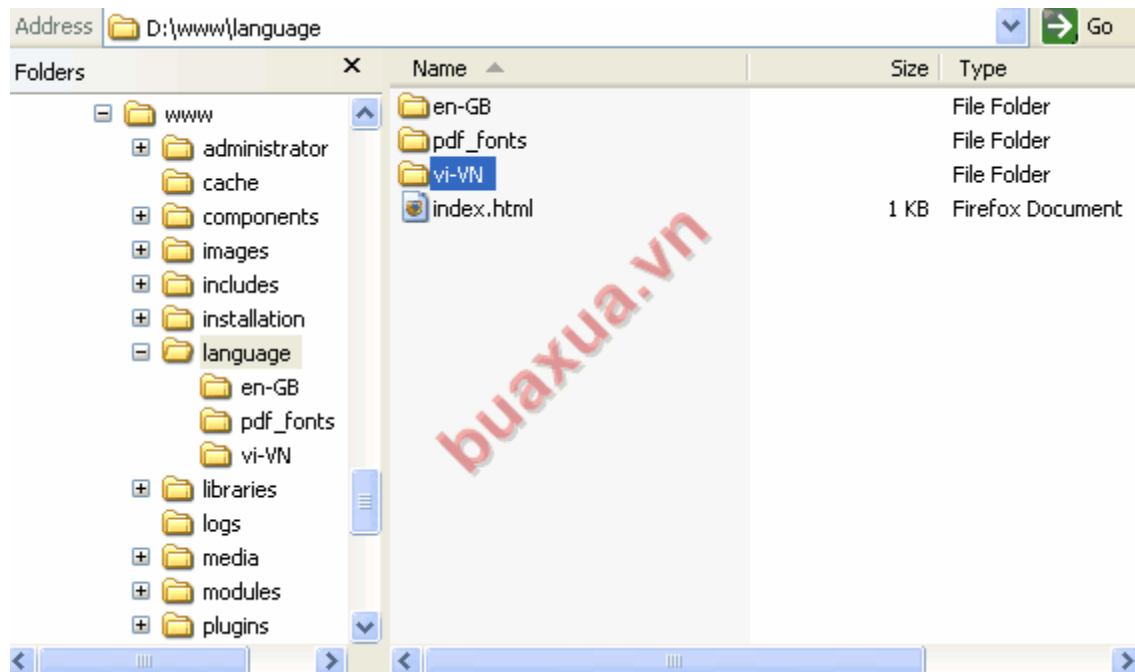 Address D:\www\language Go
Folders
www
administrator
cache
components
images
includes
installation
language
en-GB
pdf_fonts
vi-VN
libraries
logs
media
modules
plugins
Name Size Type
en-GB File Folder
pdf_fonts File Folder
vi-VN File Folder
index.html 1 KB Firefox Document
buaxua.vn